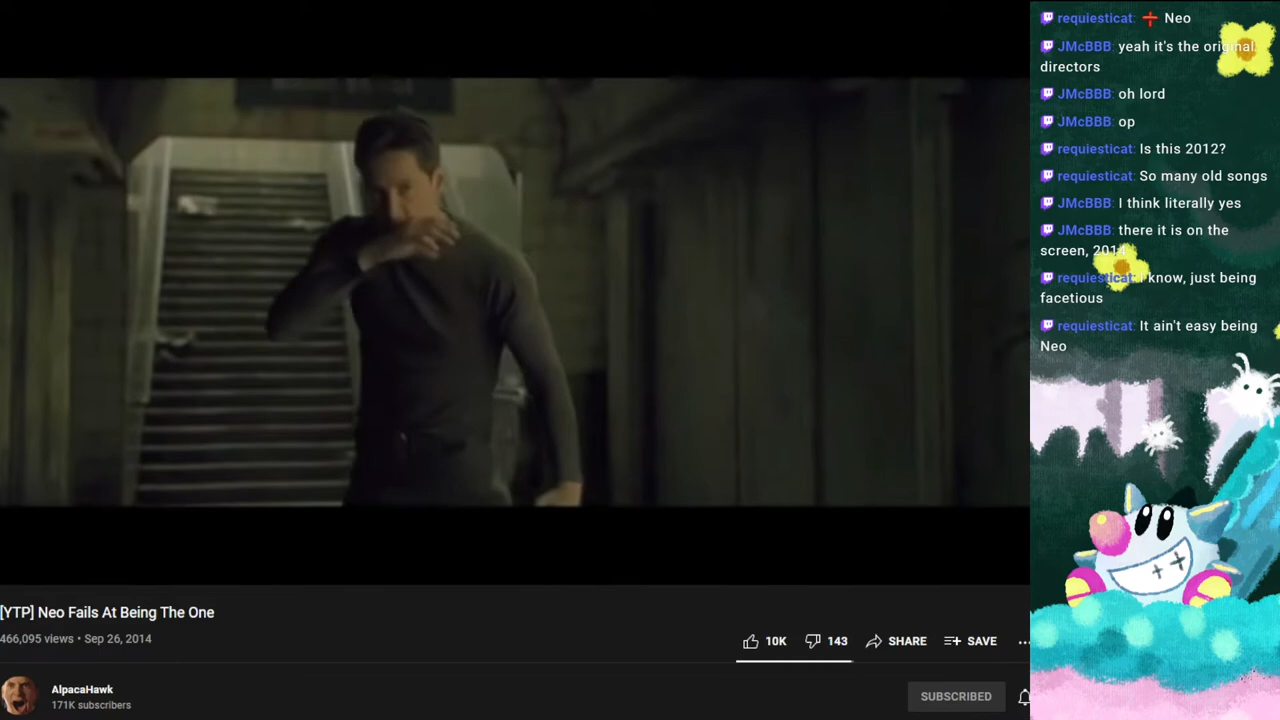 [YTP] Neo Fails At Being The One
466,095 views • Sep 26, 2014
10K
143
SHARE
SAVE
AlpacaHawk
171K subscribers
SUBSCRIBED
requiesticat: Neo
JMcBBB: yeah it's the original
directors
JMcBBB: oh lord
JMcBBB: op
requiesticat: Is this 2012?
requiesticat: So many old songs
JMcBBB: I think literally yes
JMcBBB: there it is on the
screen, 2014
requiesticat: I know, just being
facetious
requiesticat: It ain't easy being
Neo